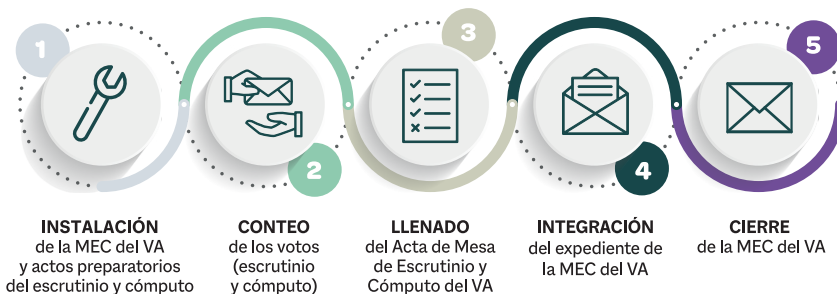 1
INSTALACIÓN
de la MEC del VA
y actos preparatorios
del escrutinio y cómputo
2
CONTEO
de los votos
(escrutinio
y cómputo)
3
LLENADO
del Acta de Mesa
de Escrutinio y
Cómputo del VA
4
INTEGRACIÓN
del expediente de
la MEC del VA
5
CIERRE
de la MEC del VA